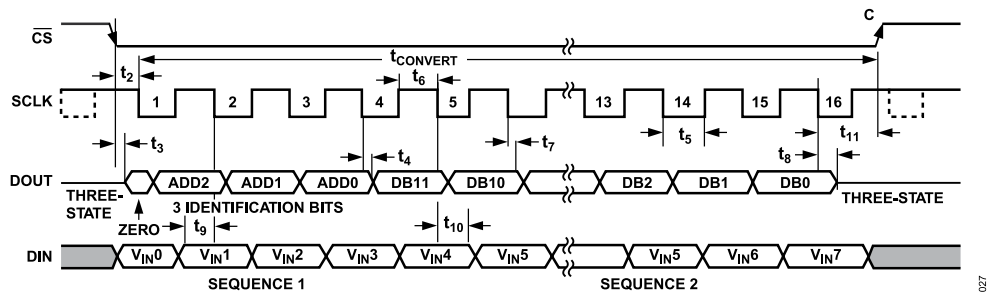 C
CS
tCONVERT
t2
t6
SCLK
1 2 3 4 5 13 14 15 16
t3
t4
t7
t5
t8
t11
DOUT
ADD2 ADD1 ADD0 DB11 DB10 DB2 DB1 DB0
THREE-STATE
THREE-STATE
3 IDENTIFICATION BITS
ZERO
t9
t10
DIN
VIN0 VIN1 VIN2 VIN3 VIN4 VIN5 VIN5 VIN6 VIN7
SEQUENCE 1
SEQUENCE 2
027